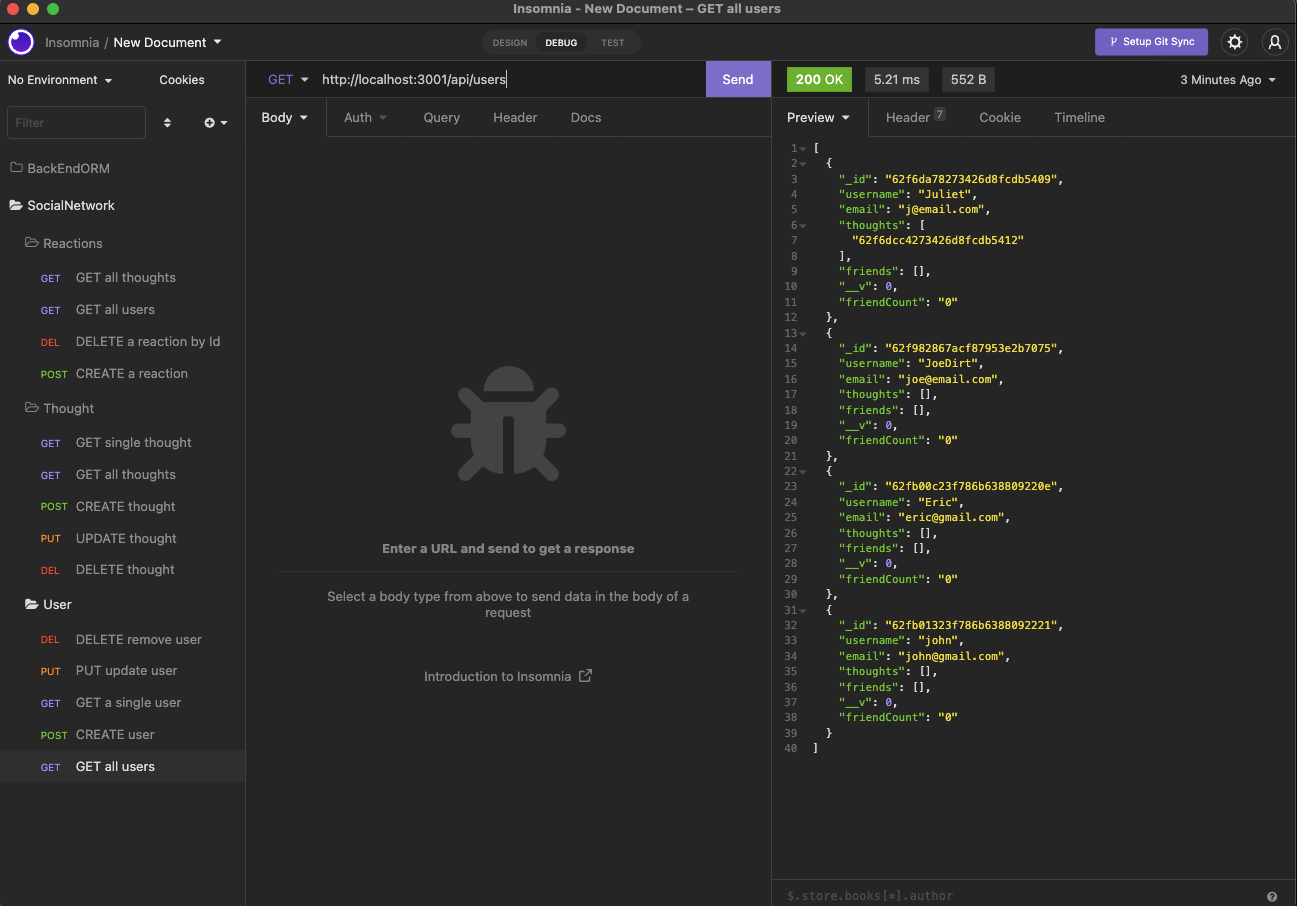 Insomnia - New Document – GET all users
Insomnia / New Document
DESIGN DEBUG TEST
Setup Git Sync
No Environment
Cookies
GET http://localhost:3001/api/users
Send
200 OK 5.21 ms 552 B
3 Minutes Ago
Filter
Body Auth Query Header Docs
Preview Header 7 Cookie Timeline
BackEndORM
SocialNetwork
Reactions
GET GET all thoughts
GET GET all users
DEL DELETE a reaction by Id
POST CREATE a reaction
Thought
GET GET single thought
GET GET all thoughts
POST CREATE thought
PUT UPDATE thought
DEL DELETE thought
User
DEL DELETE remove user
PUT PUT update user
GET GET a single user
POST CREATE user
GET GET all users
Enter a URL and send to get a response
Select a body type from above to send data in the body of a
request
Introduction to Insomnia
1 [
2 {
3 "_id": "62f6da78273426d8fcdb5409",
4 "username": "Juliet",
5 "email": "j@email.com",
6 "thoughts": [
7 "62f6dcc4273426d8fcdb5412"
8 ],
9 "friends": [],
10 "__v": 0,
11 "friendCount": "0"
12 },
13 {
14 "_id": "62f982867acf87953e2b7075",
15 "username": "JoeDirt",
16 "email": "joe@email.com",
17 "thoughts": [],
18 "friends": [],
19 "__v": 0,
20 "friendCount": "0"
21 },
22 {
23 "_id": "62fb00c23f786b638809220e",
24 "username": "Eric",
25 "email": "eric@gmail.com",
26 "thoughts": [],
27 "friends": [],
28 "__v": 0,
29 "friendCount": "0"
30 },
31 {
32 "_id": "62fb01323f786b6388092221",
33 "username": "john",
34 "email": "john@gmail.com",
35 "thoughts": [],
36 "friends": [],
37 "__v": 0,
38 "friendCount": "0"
39 }
40 ]
$.store.books[*].author